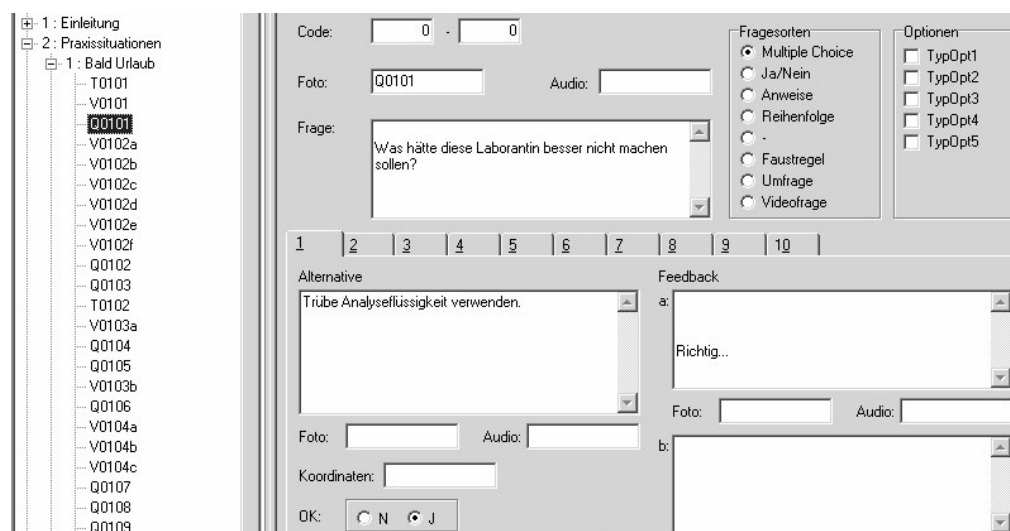 1 : Einleitung
2 : Praxissituationen
1 : Bald Urlaub
T0101
V0101
Q0101
V0102a
V0102b
V0102c
V0102d
V0102e
V0102f
Q0102
Q0103
T0102
V0103a
Q0104
Q0105
V0103b
Q0106
V0104a
V0104b
V0104c
Q0107
Q0108
Q0109
Code: 0 - 0
Foto: Q0101 Audio:
Frage:
Was hätte diese Laborantin besser nicht machen
sollen?
Fragesorten
Multiple Choice
Ja/Nein
Anweise
Reihenfolge
-
Faustregel
Umfrage
Videofrage
Optionen
TypOpt1
TypOpt2
TypOpt3
TypOpt4
TypOpt5
1 2 3 4 5 6 7 8 9 10
Alternative
Trübe Analyseflüssigkeit verwenden.
Foto: Audio:
Koordinaten:
OK: N J
Feedback
a:
Richtig...
Foto: Audio:
b: